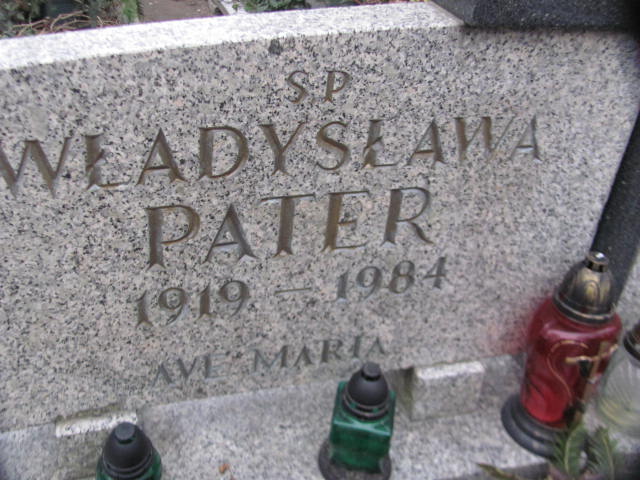 SP
WŁADYSŁAWA
PATER
1919 – 1984
AVE MARIA